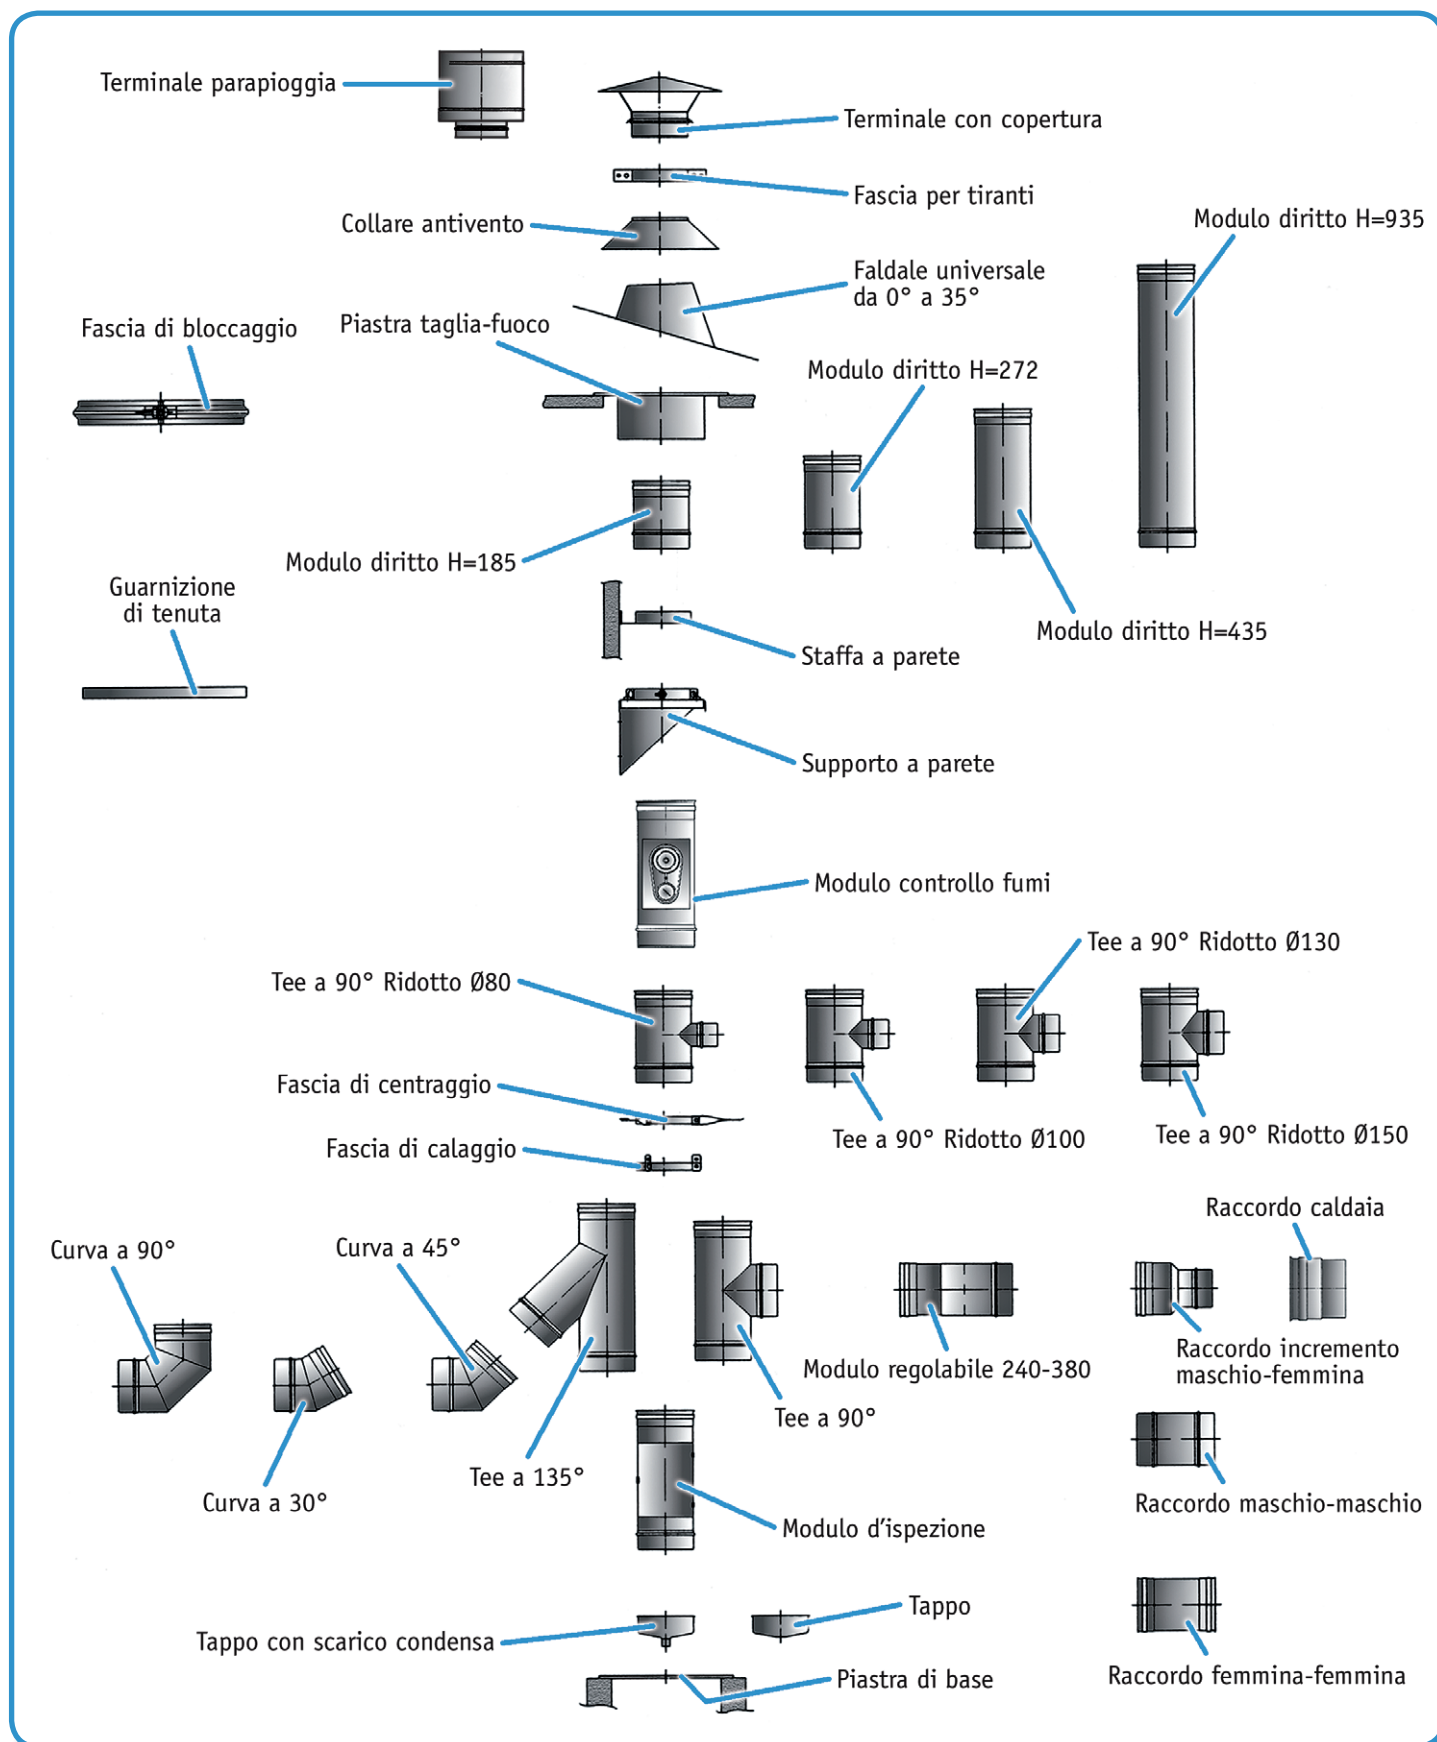 Terminale parapioggia
Terminale con copertura
Fascia per tiranti
Collare antivento
Modulo diritto H=935
Faldale universale
da 0° a 35°
Fascia di bloccaggio
Piastra taglia-fuoco
Modulo diritto H=272
Modulo diritto H=185
Guarnizione
di tenuta
Modulo diritto H=435
Staffa a parete
Supporto a parete
Modulo controllo fumi
Tee a 90° Ridotto Ø130
Tee a 90° Ridotto Ø80
Fascia di centraggio
Tee a 90° Ridotto Ø100
Tee a 90° Ridotto Ø150
Fascia di calaggio
Raccordo caldaia
Curva a 90°
Curva a 45°
Raccordo incremento
maschio-femmina
Modulo regolabile 240-380
Tee a 90°
Tee a 135°
Curva a 30°
Raccordo maschio-maschio
Modulo d'ispezione
Tappo
Tappo con scarico condensa
Raccordo femmina-femmina
Piastra di base